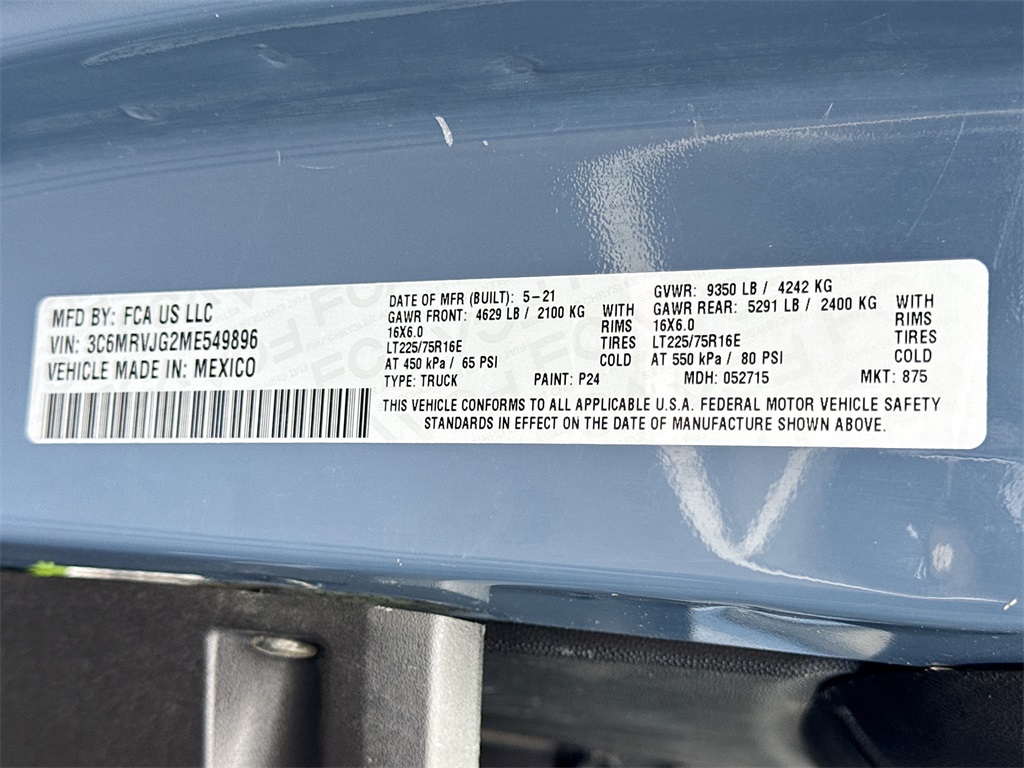 MFD BY: FCA US LLC
VIN: 3C6MRVJG2ME549896
VEHICLE MADE IN: MEXICO
DATE OF MFR (BUILT): 5-21
GAWR FRONT: 4629 LB / 2100 KG WITH
16X6.0 RIMS
LT225/75R16E TIRES
AT 450 kPa / 65 PSI COLD
GVWR: 9350 LB / 4242 KG
GAWR REAR: 5291 LB / 2400 KG WITH
16X6.0 RIMS
LT225/75R16E TIRES
AT 550 kPa / 80 PSI COLD
TYPE: TRUCK PAINT: P24 MDH: 052715 MKT: 875
THIS VEHICLE CONFORMS TO ALL APPLICABLE U.S.A. FEDERAL MOTOR VEHICLE SAFETY
STANDARDS IN EFFECT ON THE DATE OF MANUFACTURE SHOWN ABOVE.